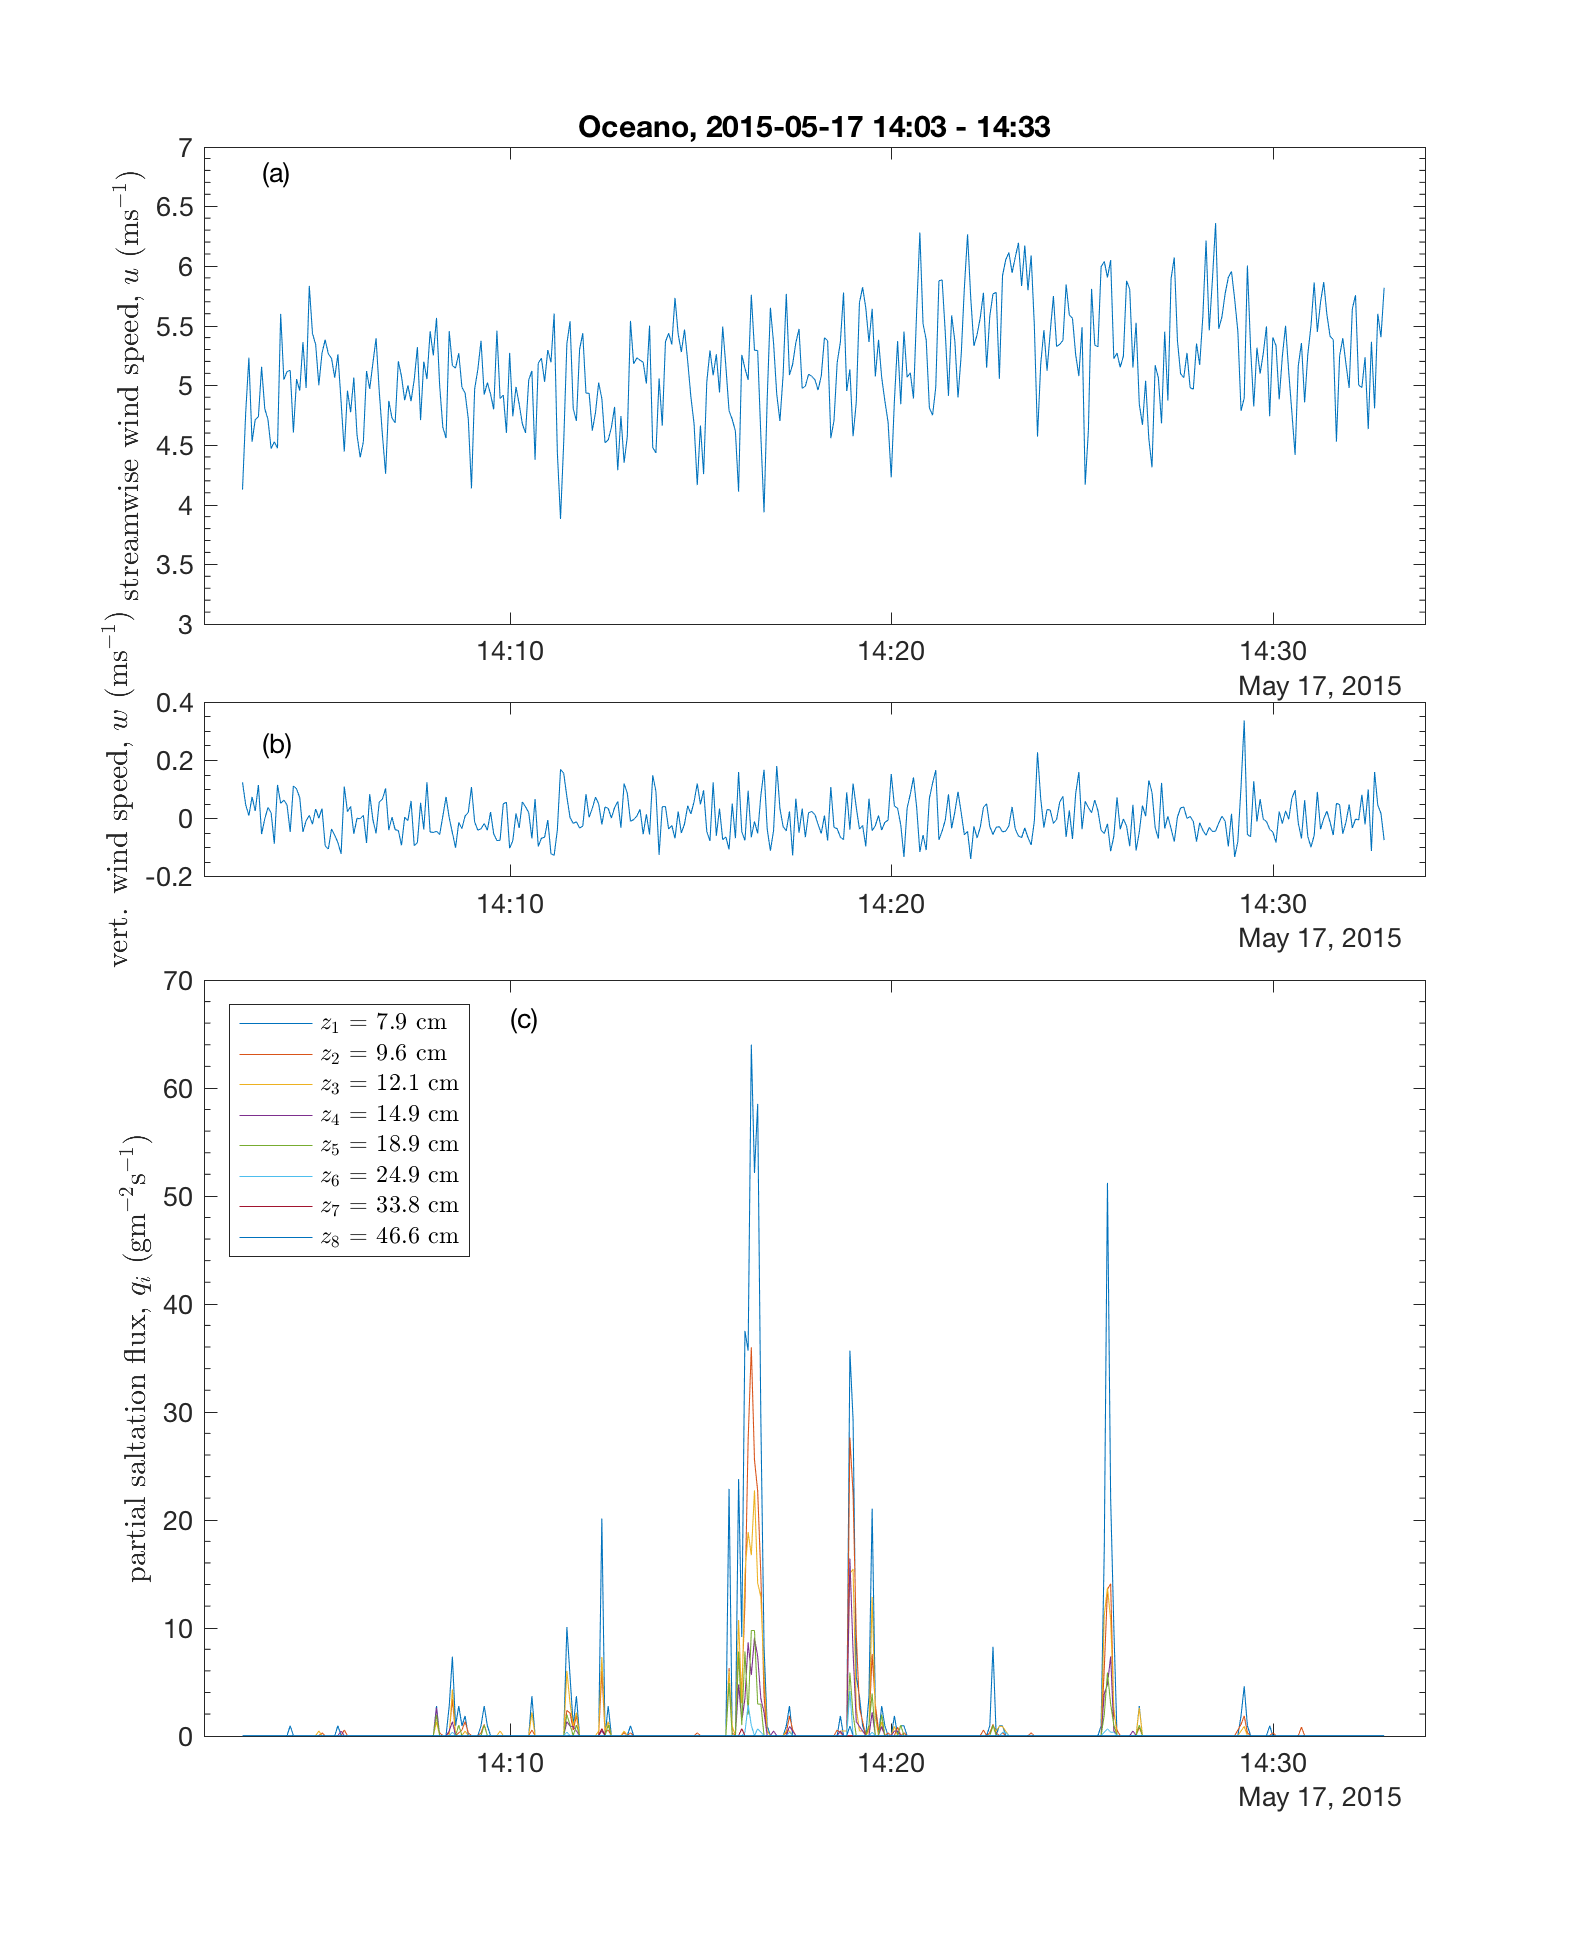 Oceano, 2015-05-17 14:03 - 14:33
(a)
streamwise wind speed, u (ms⁻¹)
7
6.5
6
5.5
5
4.5
4
3.5
3
14:10 14:20 14:30
May 17, 2015
(b)
vert. wind speed, w (ms⁻¹)
0.4
0.2
0
-0.2
14:10 14:20 14:30
May 17, 2015
(c)
partial saltation flux, qᵢ (gm⁻²s⁻¹)
70
60
50
40
30
20
10
0
z₁ = 7.9 cm
z₂ = 9.6 cm
z₃ = 12.1 cm
z₄ = 14.9 cm
z₅ = 18.9 cm
z₆ = 24.9 cm
z₇ = 33.8 cm
z₈ = 46.6 cm
14:10 14:20 14:30
May 17, 2015